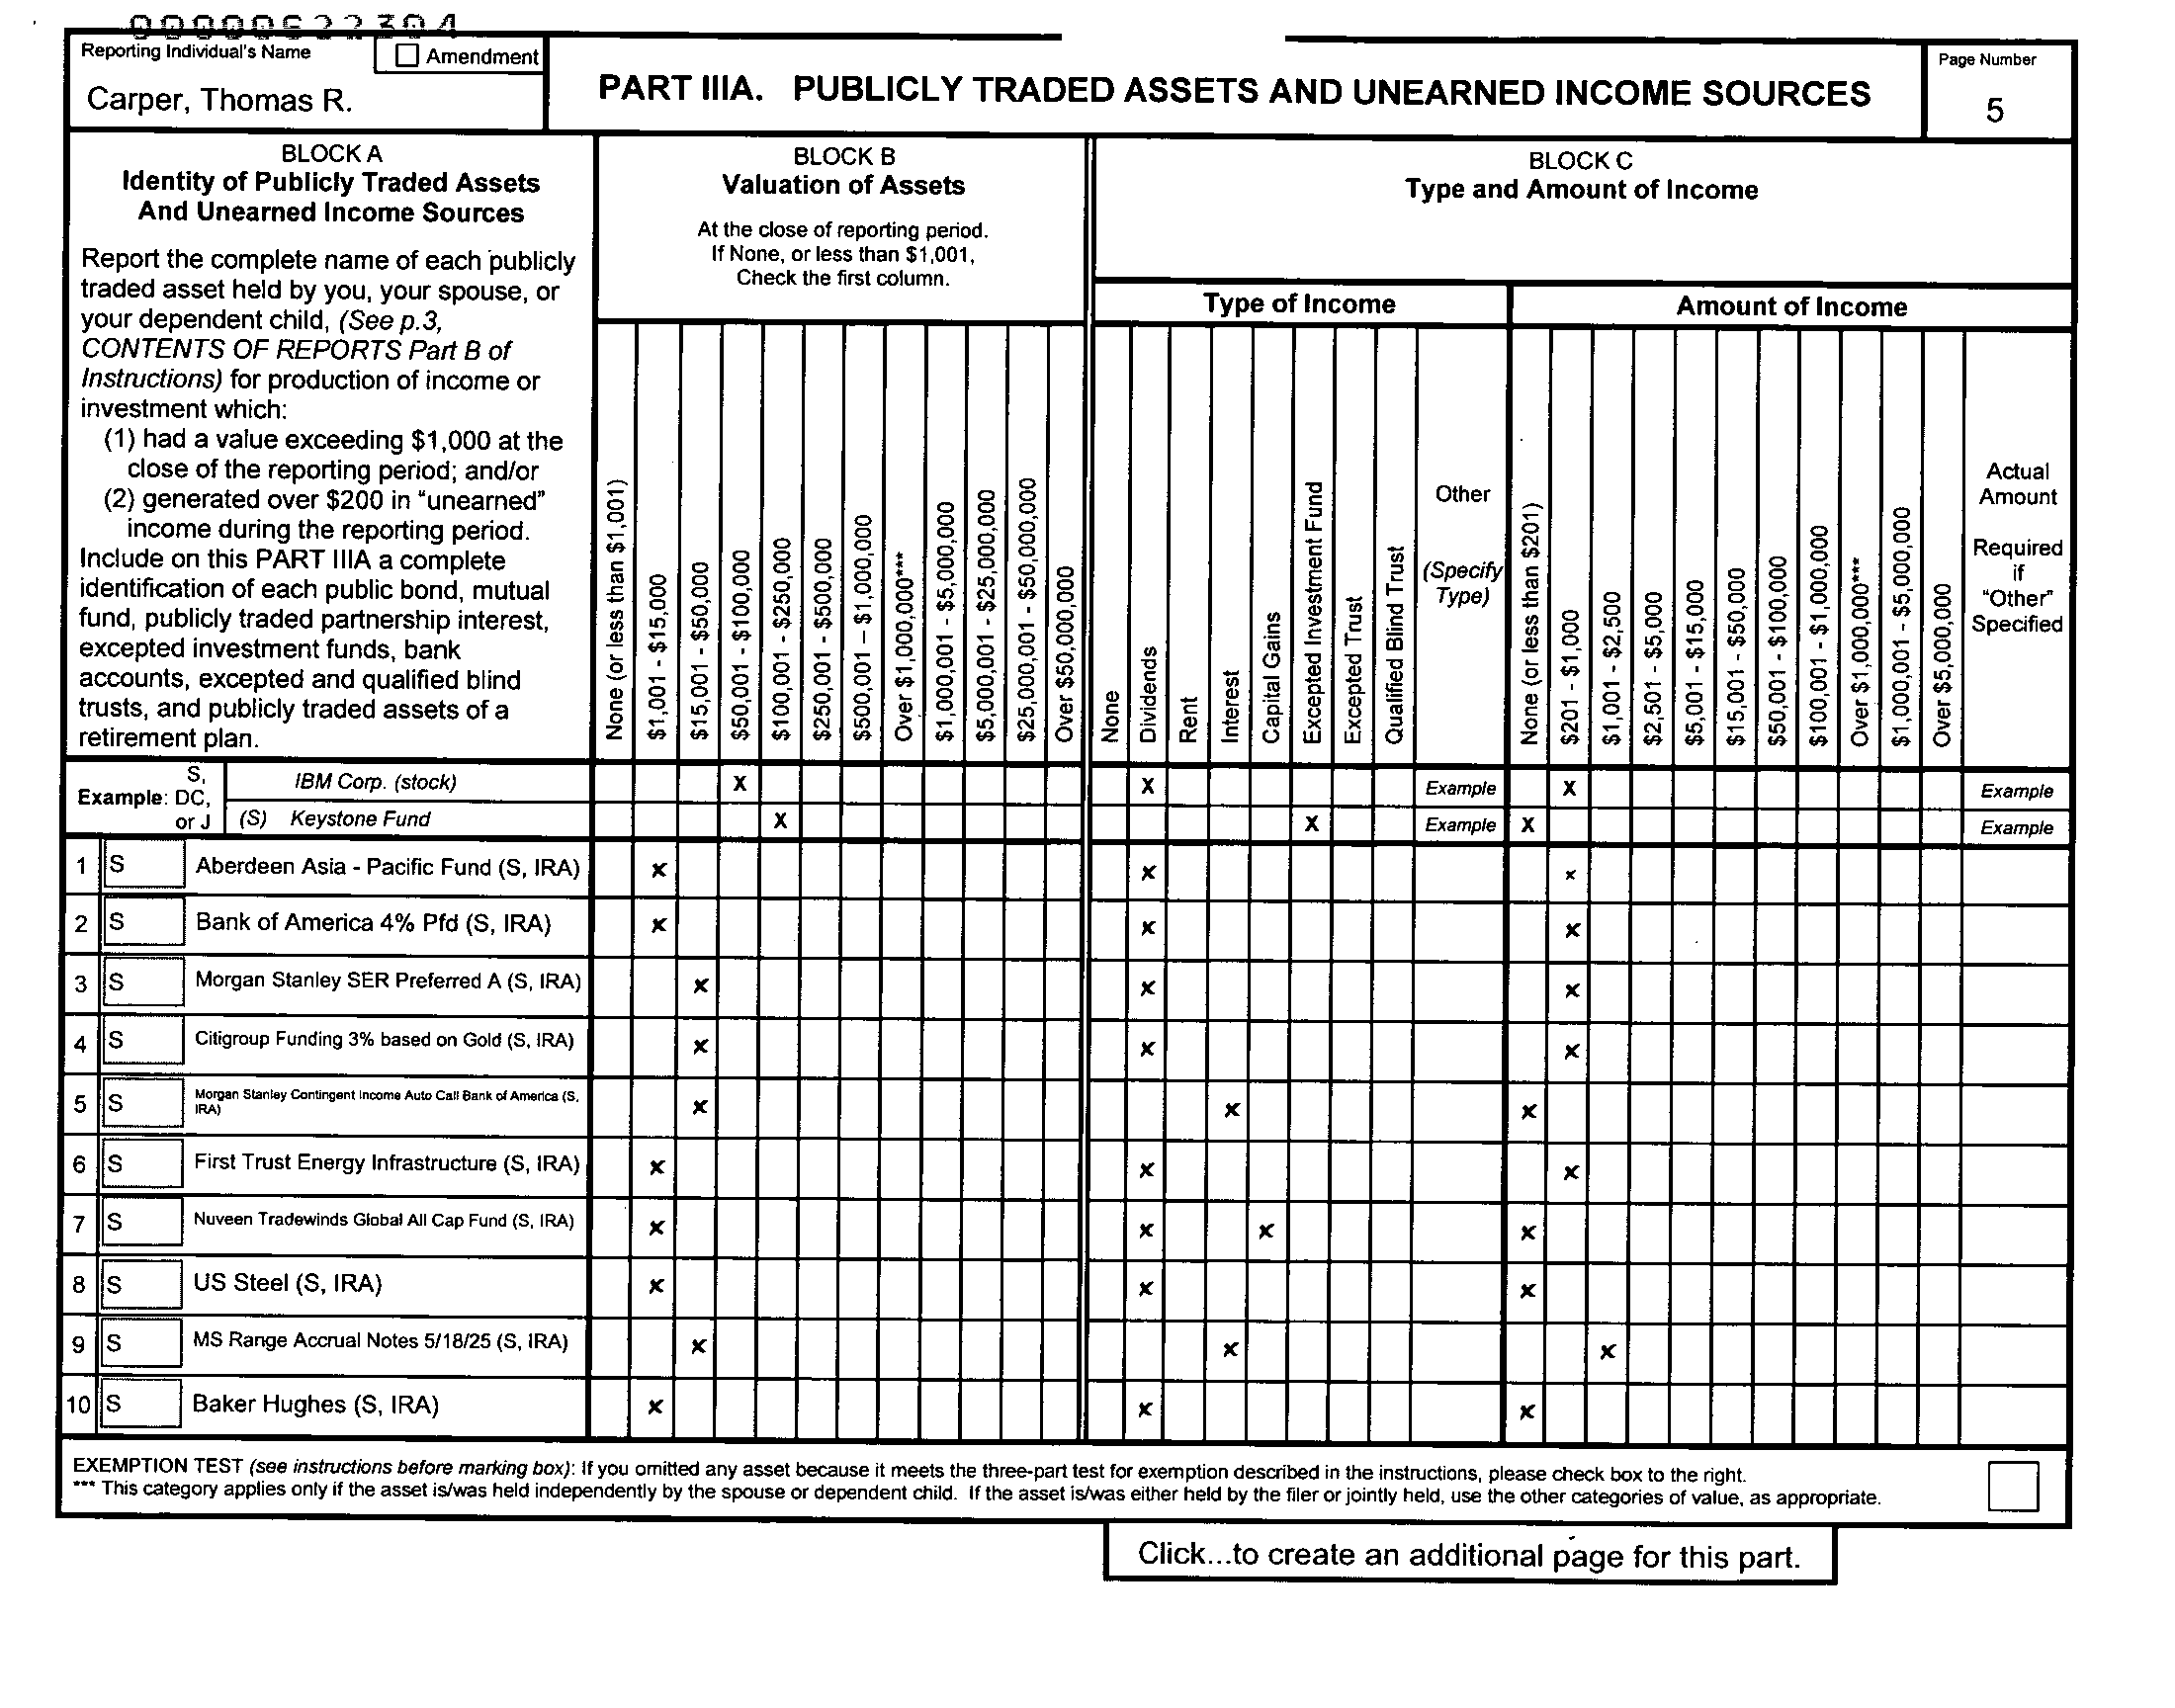 00000622304
Reporting Individual's Name
Amendment
Carper, Thomas R.
PART IIIA. PUBLICLY TRADED ASSETS AND UNEARNED INCOME SOURCES
Page Number
5
BLOCK A
Identity of Publicly Traded Assets
And Unearned Income Sources
Report the complete name of each publicly
traded asset held by you, your spouse, or
your dependent child, (See p.3,
CONTENTS OF REPORTS Part B of
Instructions) for production of income or
investment which:
(1) had a value exceeding $1,000 at the
close of the reporting period; and/or
(2) generated over $200 in "unearned"
income during the reporting period.
Include on this PART IIIA a complete
identification of each public bond, mutual
fund, publicly traded partnership interest,
excepted investment funds, bank
accounts, excepted and qualified blind
trusts, and publicly traded assets of a
retirement plan.
BLOCK B
Valuation of Assets
At the close of reporting period.
If None, or less than $1,001,
Check the first column.
None (or less than $1,001)
$1,001 - $15,000
$15,001 - $50,000
$50,001 - $100,000
$100,001 - $250,000
$250,001 - $500,000
$500,001 – $1,000,000
Over $1,000,000***
$1,000,001 - $5,000,000
$5,000,001 - $25,000,000
$25,000,001 - $50,000,000
Over $50,000,000
BLOCK C
Type and Amount of Income
Type of Income
None
Dividends
Rent
Interest
Capital Gains
Excepted Investment Fund
Excepted Trust
Qualified Blind Trust
Other
(Specify
Type)
Amount of Income
None (or less than $201)
$201 - $1,000
$1,001 - $2,500
$2,501 - $5,000
$5,001 - $15,000
$15,001 - $50,000
$50,001 - $100,000
$100,001 - $1,000,000
Over $1,000,000***
$1,000,001 - $5,000,000
Over $5,000,000
Actual
Amount
Required
if
"Other"
Specified
Example: S, DC, or J
IBM Corp. (stock) X X Example X Example
(S) Keystone Fund X X Example X Example
1 S Aberdeen Asia - Pacific Fund (S, IRA) x x x
2 S Bank of America 4% Pfd (S, IRA) x x x
3 S Morgan Stanley SER Preferred A (S, IRA) x x x
4 S Citigroup Funding 3% based on Gold (S, IRA) x x x
5 S Morgan Stanley Contingent Income Auto Call Bank of America (S,
IRA) x x x
6 S First Trust Energy Infrastructure (S, IRA) x x x
7 S Nuveen Tradewinds Global All Cap Fund (S, IRA) x x x x
8 S US Steel (S, IRA) x x x
9 S MS Range Accrual Notes 5/18/25 (S, IRA) x x x
10 S Baker Hughes (S, IRA) x x x
EXEMPTION TEST (see instructions before marking box): If you omitted any asset because it meets the three-part test for exemption described in the instructions, please check box to the right.
*** This category applies only if the asset is/was held independently by the spouse or dependent child. If the asset is/was either held by the filer or jointly held, use the other categories of value, as appropriate.
Click...to create an additional page for this part.